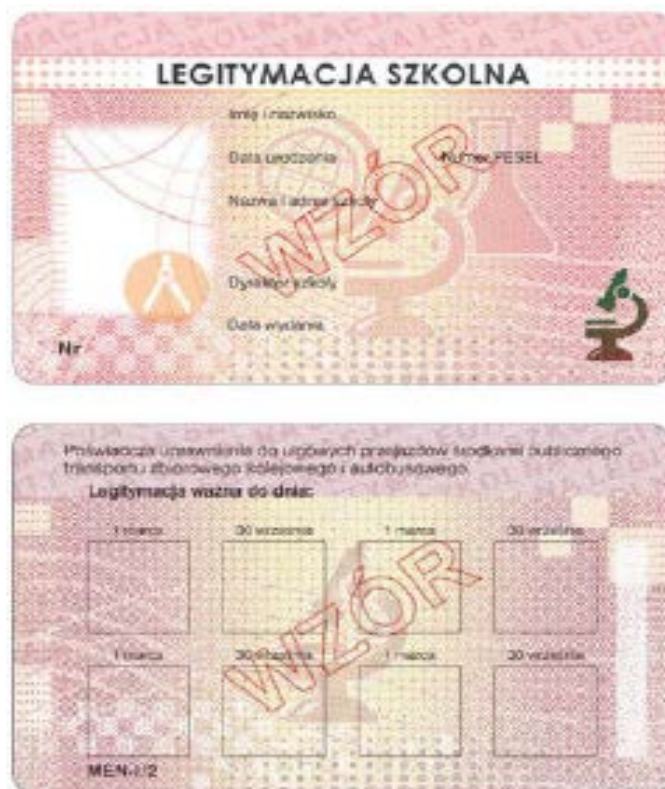 LEGITYMACJA SZKOLNA
Imię i nazwisko
Data urodzenia Numer PESEL
Nazwa i adres szkoły
WZÓR
Dyrektor szkoły
Data wydania
Nr
Poświadcza uprawnienia do ulgowych przejazdów środkami publicznego
transportu zbiorowego kolejowego i autobusowego.
Legitymacja ważna do dnia:
1 marca 30 września 1 marca 30 września
WZÓR
1 marca 30 września 1 marca 30 września
MEN-I/2